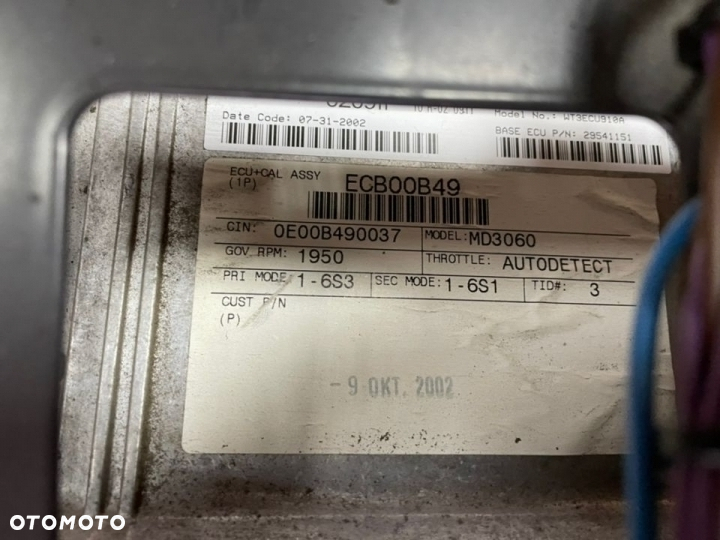 Date Code: 07-31-2002
Model No.: WT3ECU910A
BASE ECU P/N: 29541151
ECU+CAL ASSY
(1P)
ECB00B49
CIN: 0E00B490037 MODEL: MD3060
GOV. RPM: 1950 THROTTLE: AUTODETECT
PRI MODE: 1-6S3 SEC MODE: 1-6S1 TID#: 3
CUST P/N
(P)
- 9 OKT. 2002
OTOMOTO